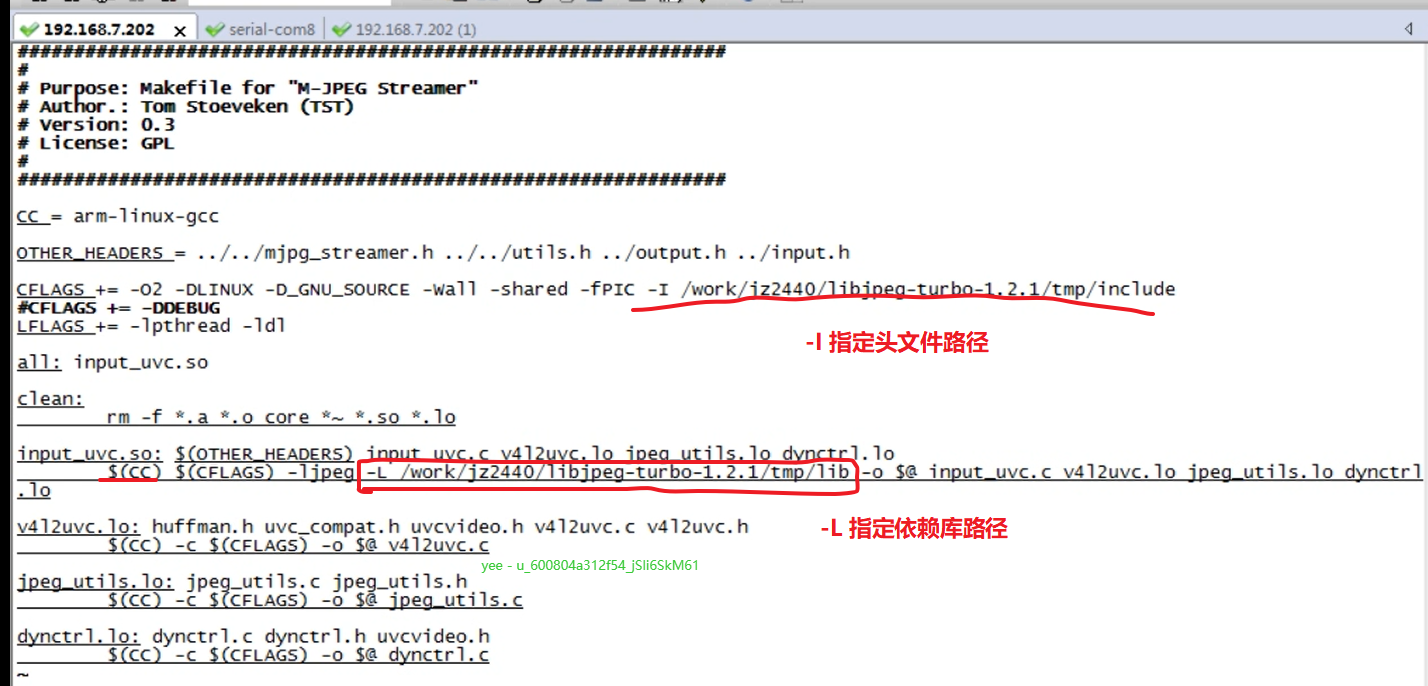 192.168.7.202 x serial-com8 192.168.7.202 (1)
###############################################################
#
# Purpose: Makefile for "M-JPEG Streamer"
# Author.: Tom Stoeveken (TST)
# Version: 0.3
# License: GPL
#
###############################################################
CC = arm-linux-gcc
OTHER_HEADERS = ../../mjpg_streamer.h ../../utils.h ../output.h ../input.h
CFLAGS += -O2 -DLINUX -D_GNU_SOURCE -Wall -shared -fPIC -I /work/jz2440/libjpeg-turbo-1.2.1/tmp/include
#CFLAGS += -DDEBUG
LFLAGS += -lpthread -ldl
-I 指定头文件路径
all: input_uvc.so
clean:
rm -f *.a *.o core *~ *.so *.lo
input_uvc.so: $(OTHER_HEADERS) input_uvc.c v4l2uvc.lo jpeg_utils.lo dynctrl.lo
$(CC) $(CFLAGS) -ljpeg -L /work/jz2440/libjpeg-turbo-1.2.1/tmp/lib -o $@ input_uvc.c v4l2uvc.lo jpeg_utils.lo dynctrl
.lo
v4l2uvc.lo: huffman.h uvc_compat.h uvcvideo.h v4l2uvc.c v4l2uvc.h
-L 指定依赖库路径
$(CC) -c $(CFLAGS) -o $@ v4l2uvc.c
yee - u_600804a312f54_jSli6SkM61
jpeg_utils.lo: jpeg_utils.c jpeg_utils.h
$(CC) -c $(CFLAGS) -o $@ jpeg_utils.c
dynctrl.lo: dynctrl.c dynctrl.h uvcvideo.h
$(CC) -c $(CFLAGS) -o $@ dynctrl.c
~